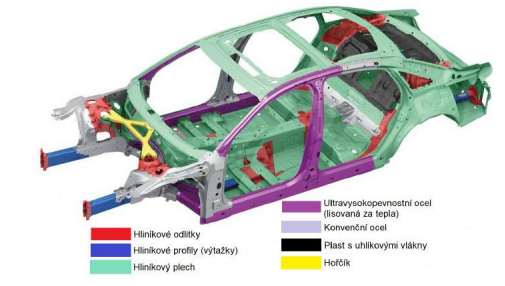 Hliníkové odlitky
Hliníkové profily (výtažky)
Hliníkový plech
Ultravysokopevnostní ocel
(lisovaná za tepla)
Konvenční ocel
Plast s uhlíkovými vlákny
Hořčík